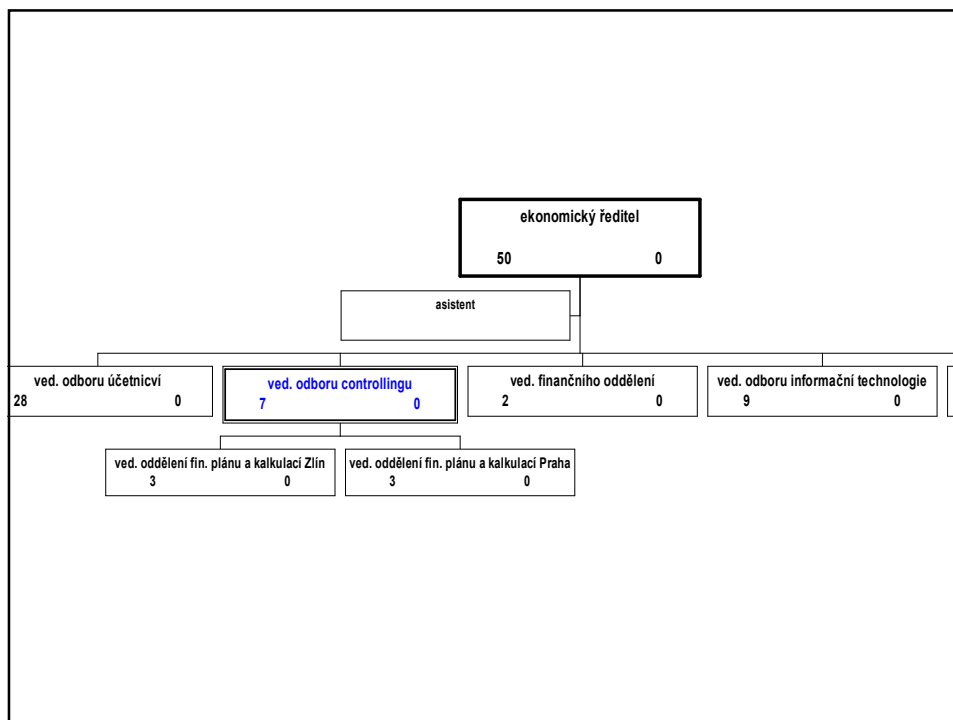 ekonomický ředitel
50 0
asistent
ved. odboru účetnicví
28 0
ved. odboru controllingu
7 0
ved. finančního oddělení
2 0
ved. odboru informační technologie
9 0
ved. oddělení fin. plánu a kalkulací Zlín
3 0
ved. oddělení fin. plánu a kalkulací Praha
3 0